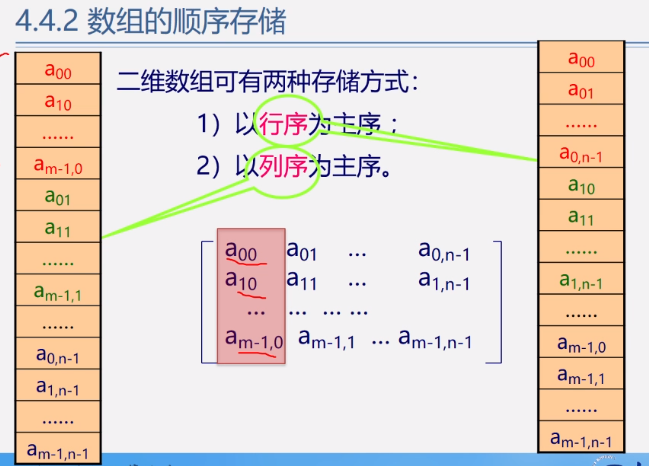 4.4.2 数组的顺序存储
a00
a10
......
am-1,0
a01
a11
......
am-1,1
......
a0,n-1
a1,n-1
......
am-1,n-1
二维数组可有两种存储方式：
1）以行序为主序；
2）以列序为主序。
a00 a01 ... a0,n-1
a10 a11 ... a1,n-1
... ... ... ...
am-1,0 am-1,1 ... am-1,n-1
a00
a01
......
a0,n-1
a10
a11
......
a1,n-1
......
am-1,0
am-1,1
......
am-1,n-1